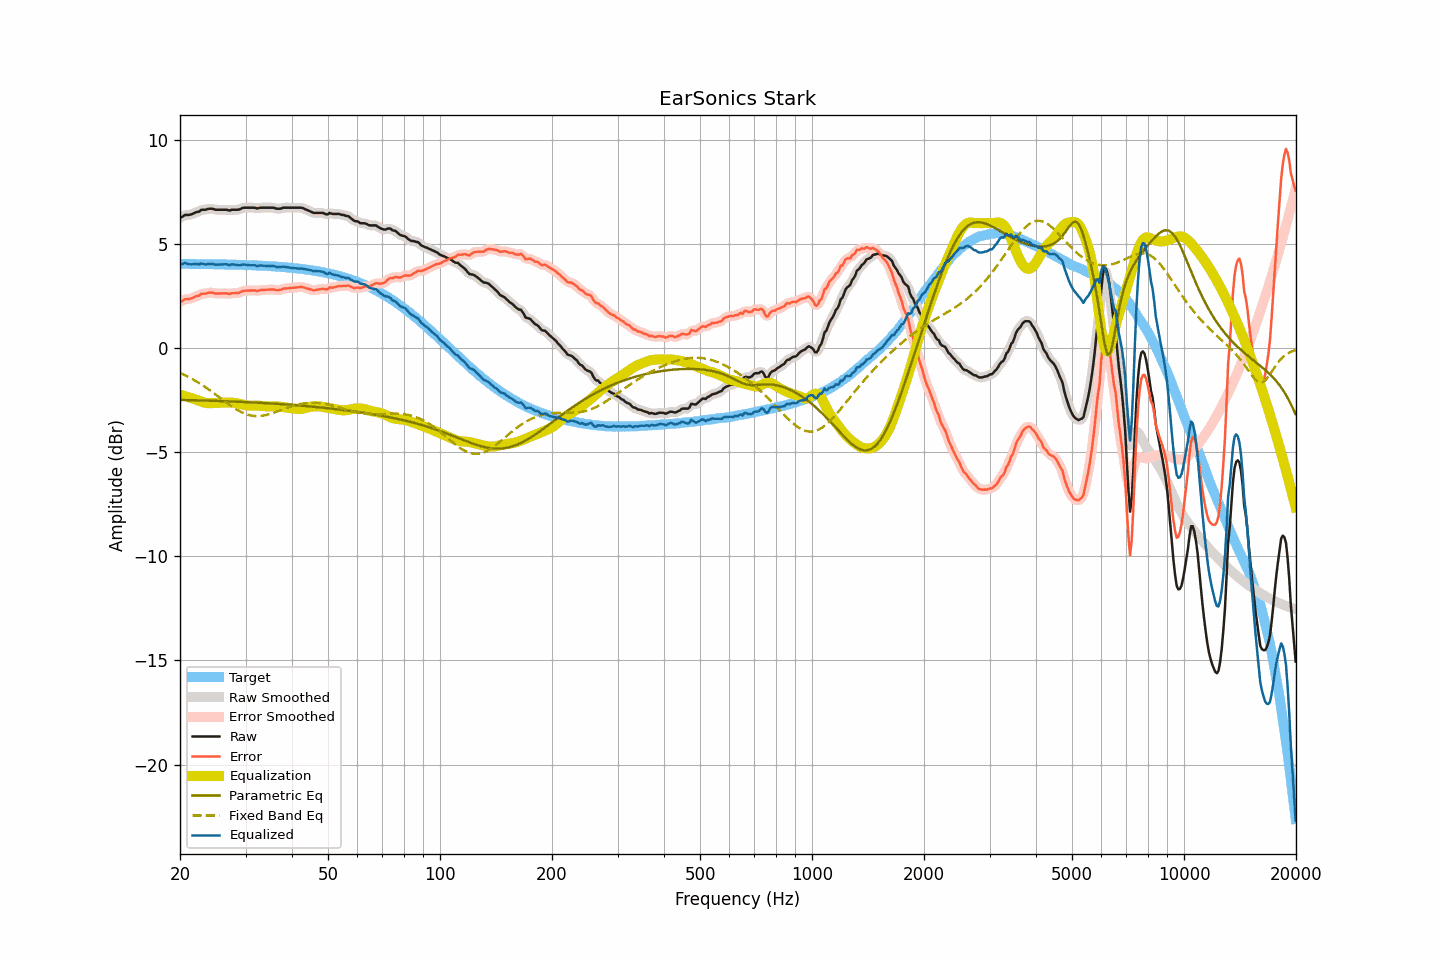 EarSonics Stark
10
5
0
−5
−10
−15
−20
Amplitude (dBr)
Target
Raw Smoothed
Error Smoothed
Raw
Error
Equalization
Parametric Eq
Fixed Band Eq
Equalized
20 50 100 200 500 1000 2000 5000 10000 20000
Frequency (Hz)